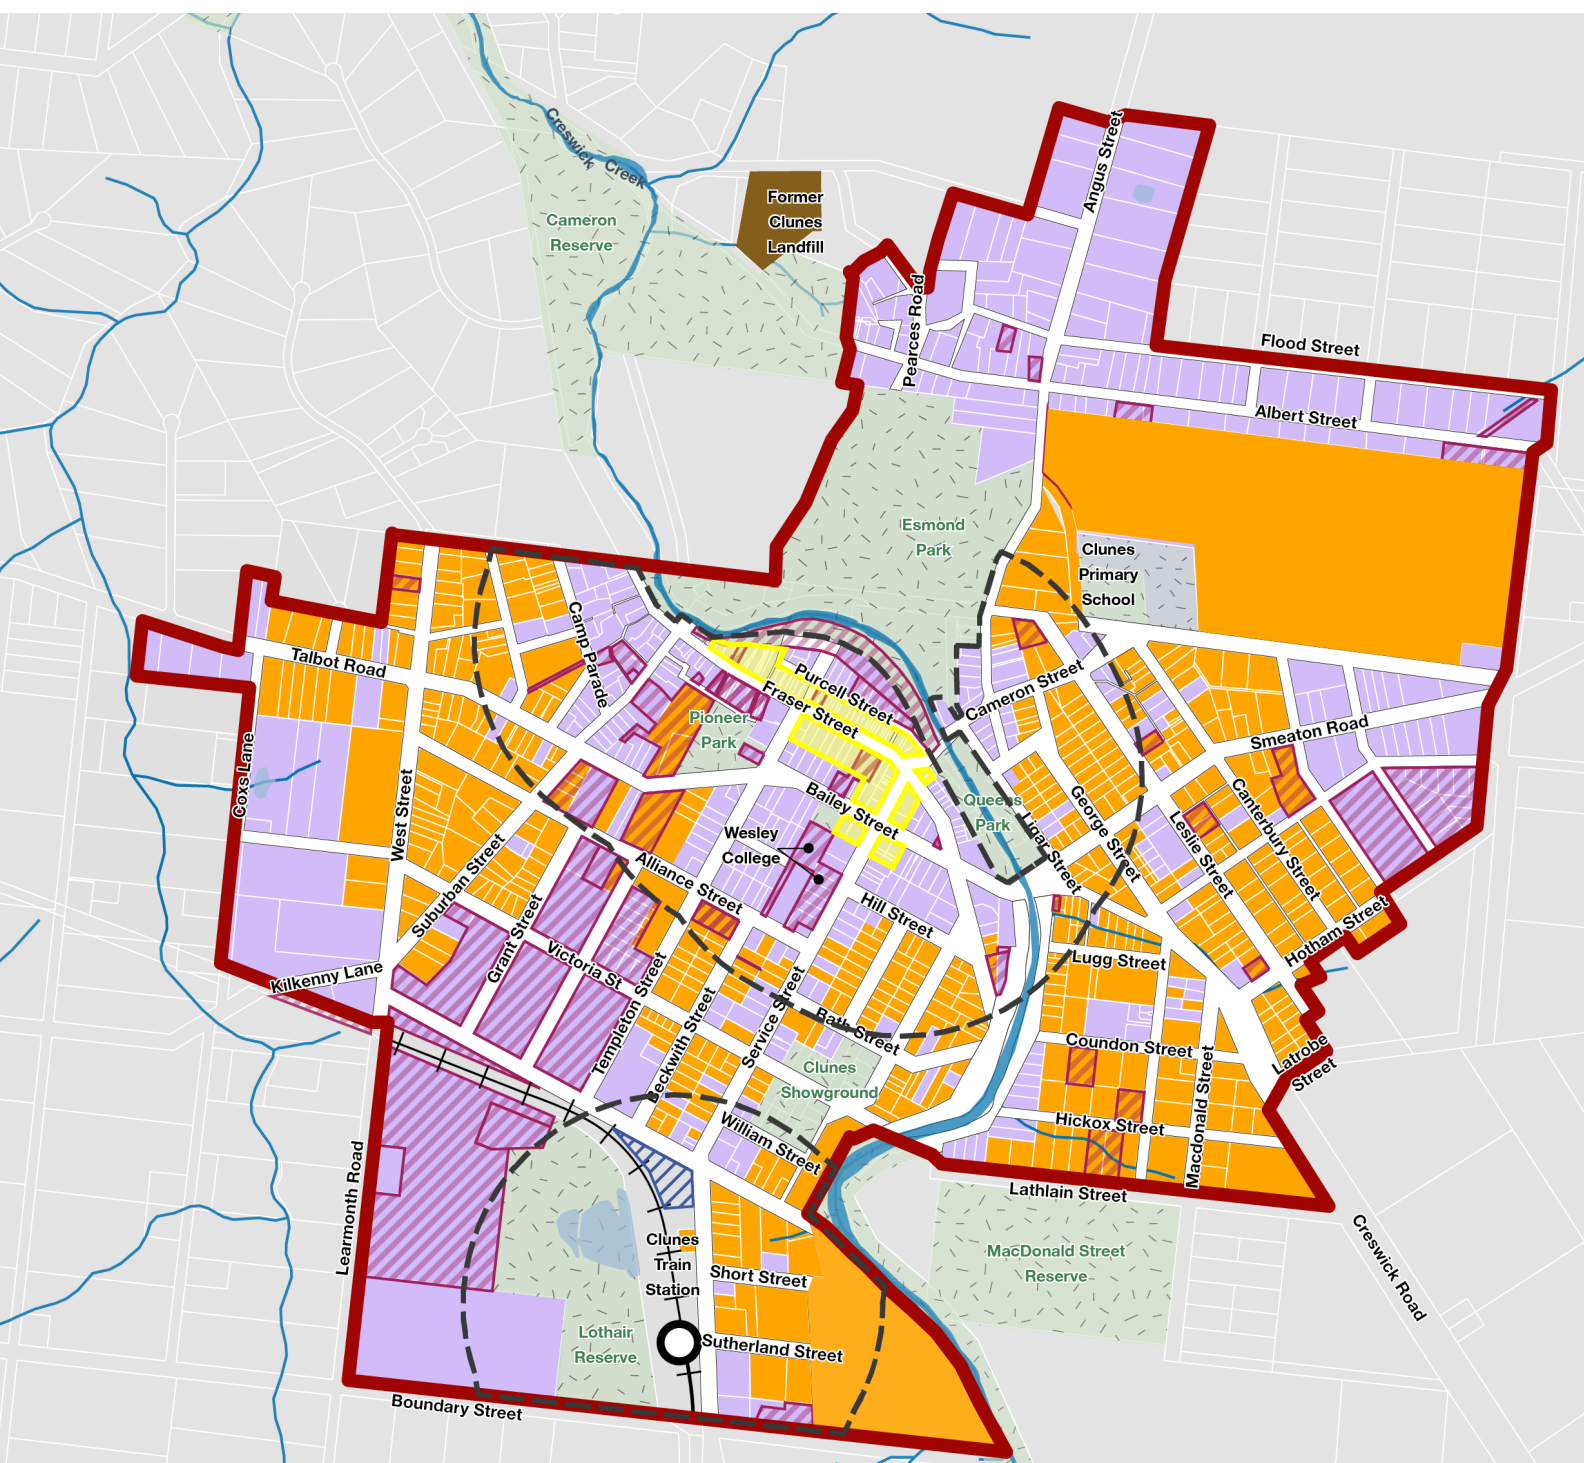 Creswick
Creek
Cameron
Reserve
Former
Clunes
Landfill
Angus Street
Pearces Road
Flood Street
Albert Street
Esmond
Park
Clunes
Primary
School
Talbot Road
Camp Parade
Purcell Street
Fraser Street
Pioneer
Park
Cameron Street
Smeaton Road
Coxs Lane
West Street
Bailey Street
Queens
Park
Wesley
College
Ligar Street
George Street
Leslie Street
Canterbury Street
Suburban Street
Alliance Street
Grant Street
Hill Street
Hotham Street
Victoria St
Kilkenny Lane
Lugg Street
Templeton Street
Beckwith Street
Service Street
Bath Street
Coundon Street
Latrobe
Street
Clunes
Showground
William Street
Hickox Street
Macdonald Street
Lathlain Street
Learmonth Road
Clunes
Train
Station
Short Street
MacDonald Street
Reserve
Creswick Road
Lothair
Reserve
Sutherland Street
Boundary Street